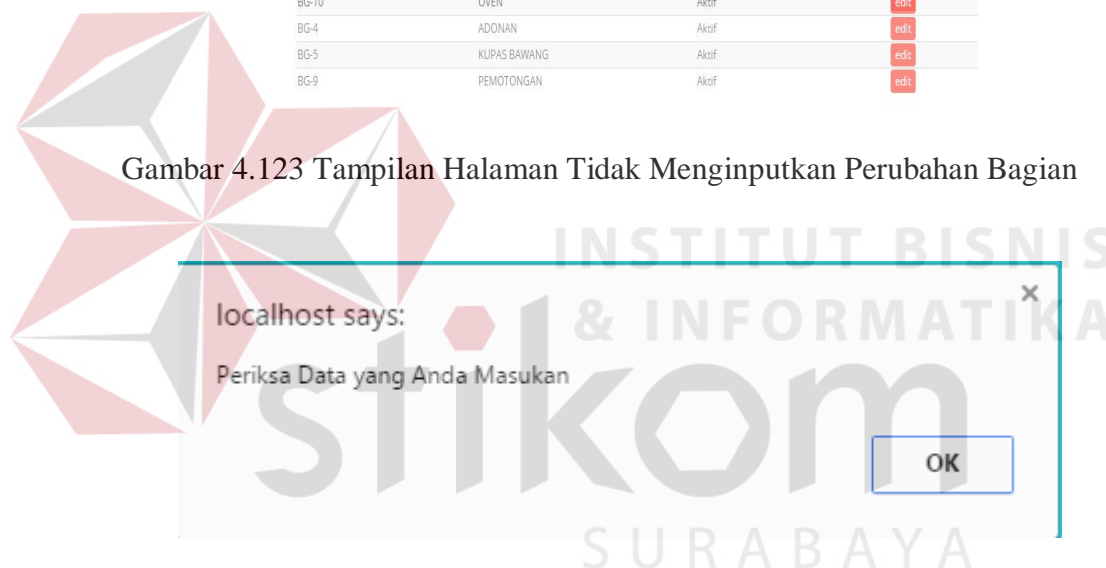 BG-10 OVEN Aktif edit
BG-4 ADONAN Aktif edit
BG-5 KUPAS BAWANG Aktif edit
BG-9 PEMOTONGAN Aktif edit
Gambar 4.123 Tampilan Halaman Tidak Menginputkan Perubahan Bagian
INSTITUT BISNIS
& INFORMATIKA
stikom
SURABAYA
localhost says:
×
Periksa Data yang Anda Masukan
OK